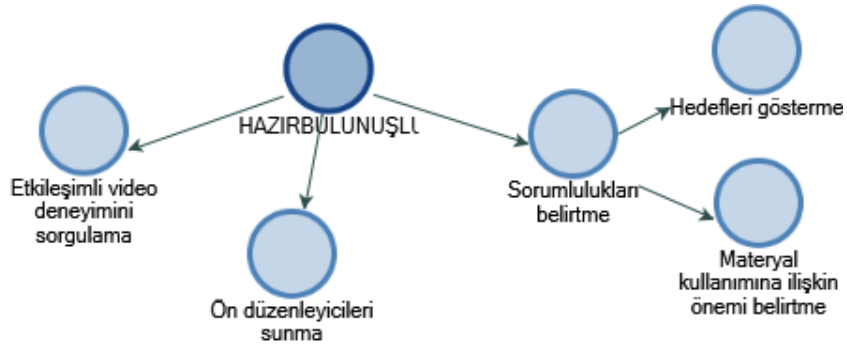 HAZIRBULUNUŞLU
Etkileşimli video
deneyimini
sorgulama
Ön düzenleyicileri
sunma
Sorumlulukları
belirtme
Hedefleri gösterme
Materyal
kullanımına ilişkin
önemi belirtme